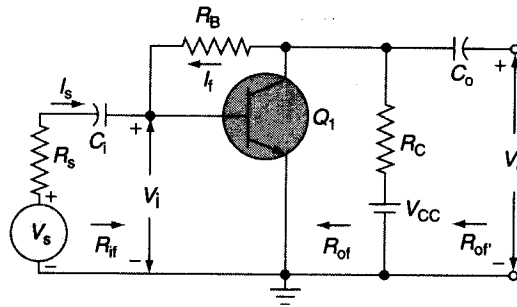 R_B
I_f
I_s
C_i
Q_1
C_o
R_s
R_C
V_i
V_CC
V_s
R_if
R_of
R_of'
+
−